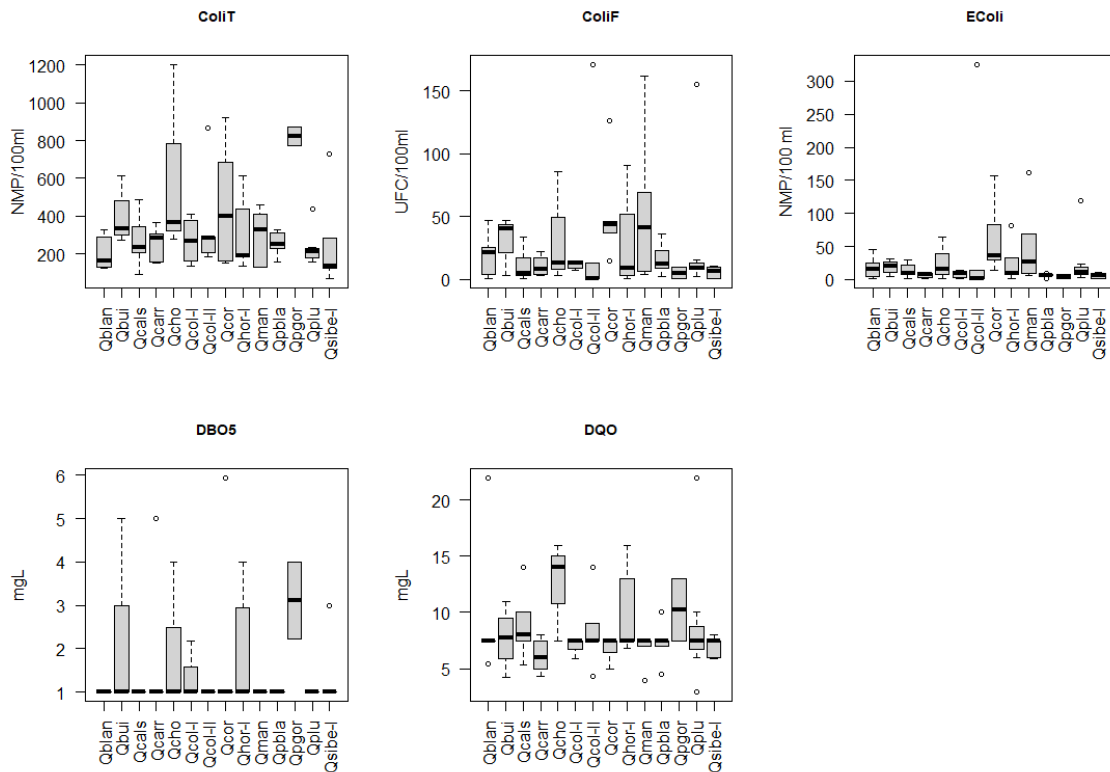 ColiT
NMP/100ml
1200
1000
800
600
400
200
Qblan
Qbui
Qcals
Qcarr
Qcho
Qcol-I
Qcol-II
Qcor
Qhor-I
Qman
Qpbla
Qpgor
Qplu
Qsibe-I
ColiF
UFC/100ml
150
100
50
0
Qblan
Qbui
Qcals
Qcarr
Qcho
Qcol-I
Qcol-II
Qcor
Qhor-I
Qman
Qpbla
Qpgor
Qplu
Qsibe-I
EColi
NMP/100 ml
300
250
200
150
100
50
0
Qblan
Qbui
Qcals
Qcarr
Qcho
Qcol-I
Qcol-II
Qcor
Qhor-I
Qman
Qpbla
Qpgor
Qplu
Qsibe-I
DBO5
mgL
6
5
4
3
2
1
Qblan
Qbui
Qcals
Qcarr
Qcho
Qcol-I
Qcol-II
Qcor
Qhor-I
Qman
Qpbla
Qpgor
Qplu
Qsibe-I
DQO
mgL
20
15
10
5
Qblan
Qbui
Qcals
Qcarr
Qcho
Qcol-I
Qcol-II
Qcor
Qhor-I
Qman
Qpbla
Qpgor
Qplu
Qsibe-I